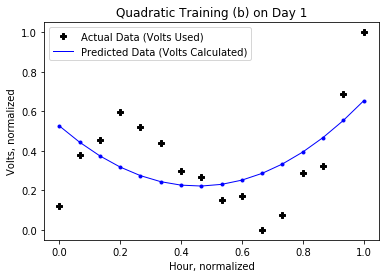 Quadratic Training (b) on Day 1
Actual Data (Volts Used)
Predicted Data (Volts Calculated)
Volts, normalized
1.0
0.8
0.6
0.4
0.2
0.0
0.0 0.2 0.4 0.6 0.8 1.0
Hour, normalized